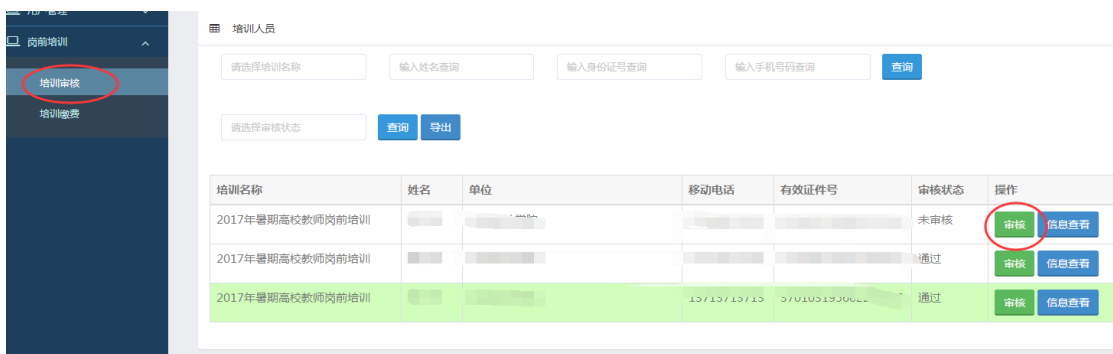 用户管理
岗前培训
培训审核
培训缴费
培训人员
请选择培训名称 输入姓名查询 输入身份证号查询 输入手机号码查询 查询
请选择审核状态 查询 导出
培训名称 姓名 单位 移动电话 有效证件号 审核状态 操作
2017年暑期高校教师岗前培训 未审核 审核 信息查看
2017年暑期高校教师岗前培训 通过 审核 信息查看
2017年暑期高校教师岗前培训 通过 审核 信息查看